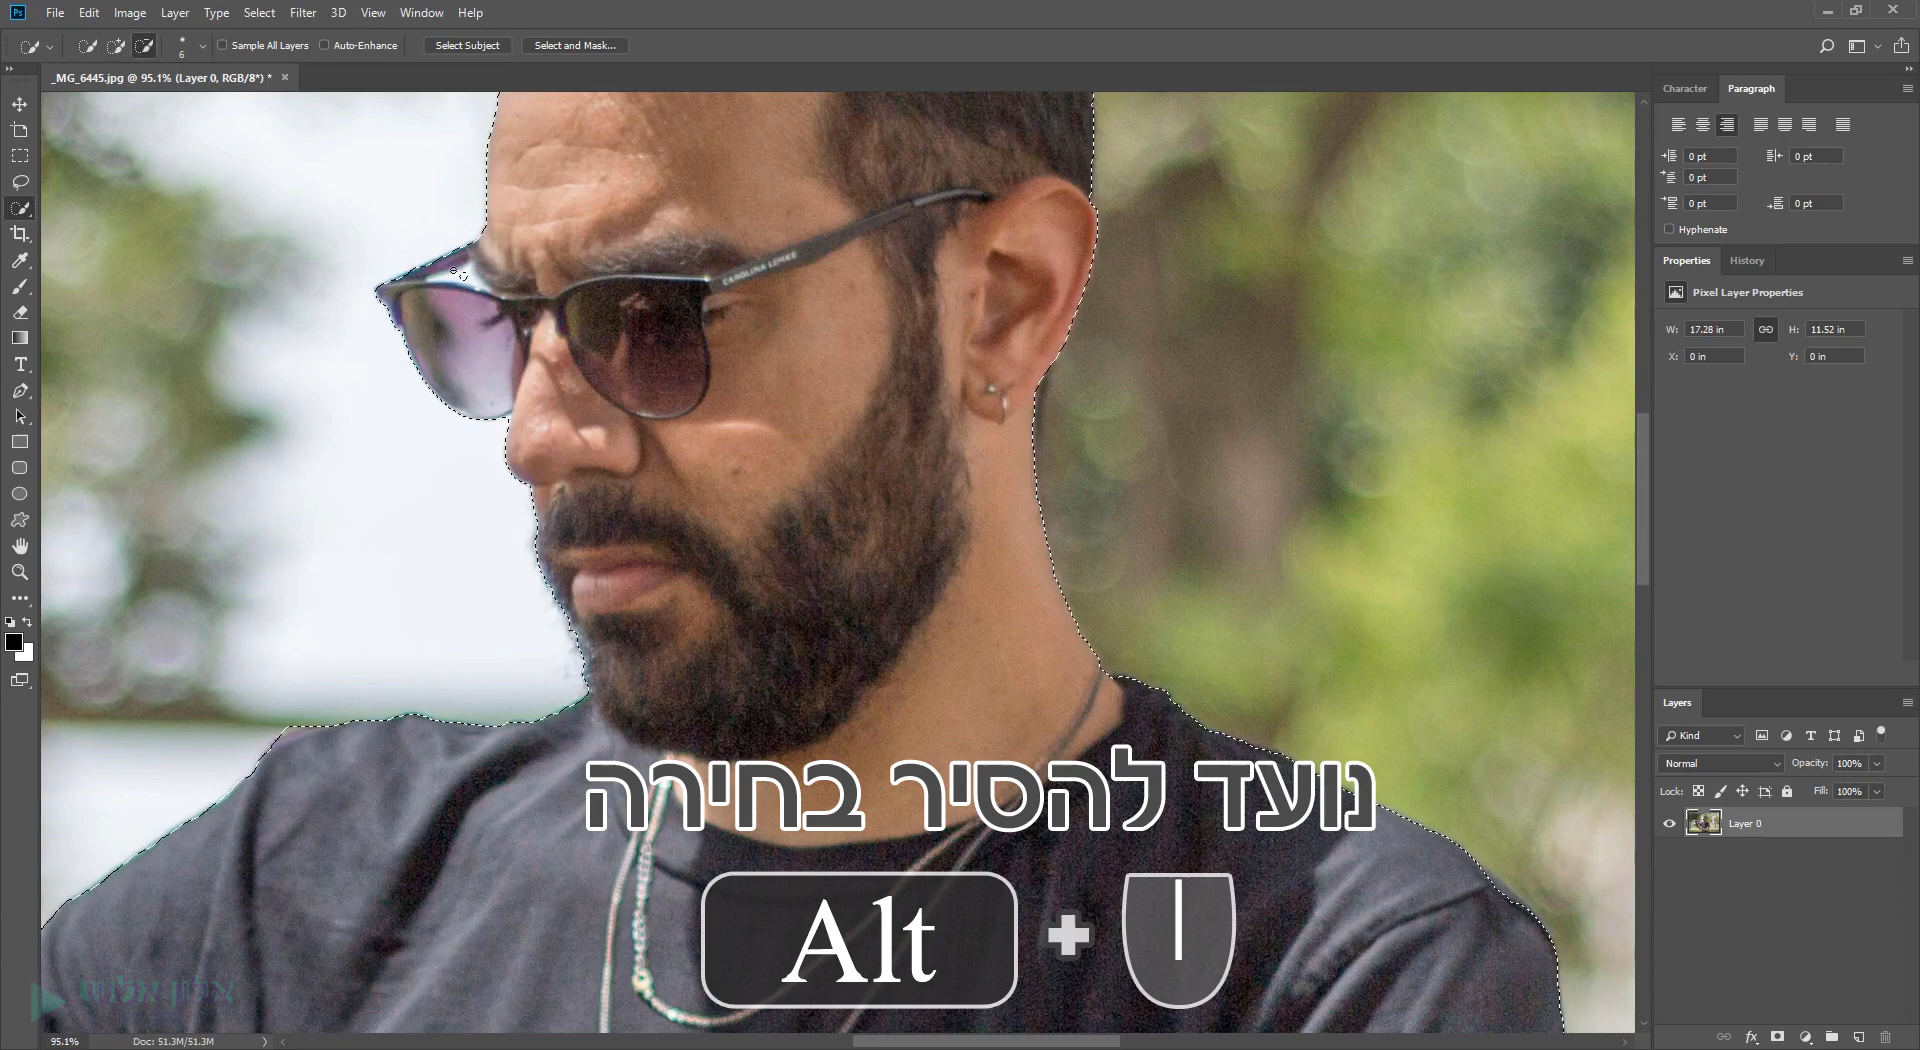 File Edit Image Layer Type Select Filter 3D View Window Help
6 Sample All Layers Auto-Enhance Select Subject Select and Mask...
_MG_6445.jpg @ 95.1% (Layer 0, RGB/8*) *
Character Paragraph
0 pt 0 pt
0 pt
0 pt 0 pt
Hyphenate
Properties History
Pixel Layer Properties
W: 17.28 in H: 11.52 in
X: 0 in Y: 0 in
CAROLINA LEMKE
Layers
Kind
Normal Opacity: 100%
Lock: Fill: 100%
Layer 0
נועד להסיר בחירה
Alt +
95.1% Doc: 51.3M/51.3M